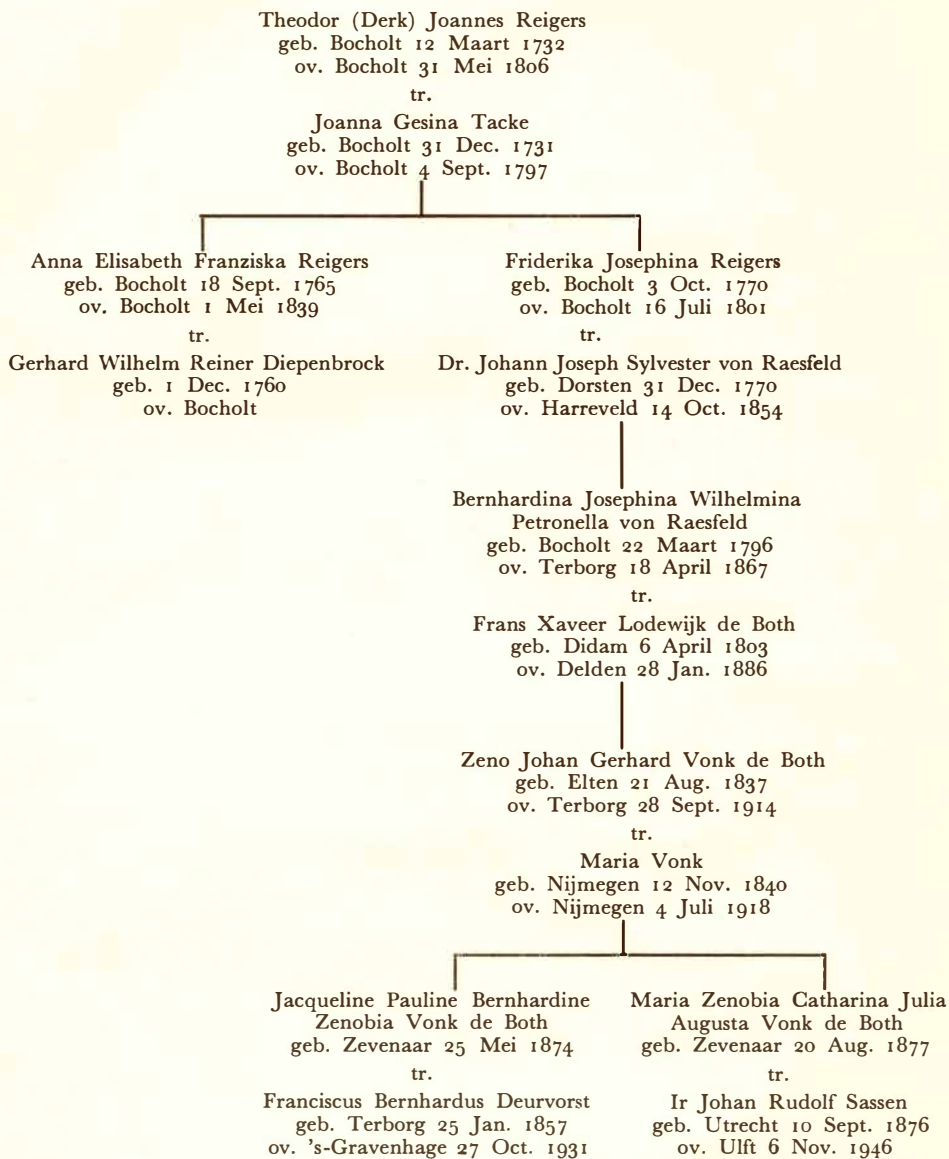 Theodor (Derk) Joannes Reigers
geb. Bocholt 12 Maart 1732
ov. Bocholt 31 Mei 1806
tr.
Joanna Gesina Tacke
geb. Bocholt 31 Dec. 1731
ov. Bocholt 4 Sept. 1797
Anna Elisabeth Franziska Reigers
geb. Bocholt 18 Sept. 1765
ov. Bocholt 1 Mei 1839
tr.
Gerhard Wilhelm Reiner Diepenbrock
geb. 1 Dec. 1760
ov. Bocholt
Friderika Josephina Reigers
geb. Bocholt 3 Oct. 1770
ov. Bocholt 16 Juli 1801
tr.
Dr. Johann Joseph Sylvester von Raesfeld
geb. Dorsten 31 Dec. 1770
ov. Harreveld 14 Oct. 1854
Bernhardina Josephina Wilhelmina
Petronella von Raesfeld
geb. Bocholt 22 Maart 1796
ov. Terborg 18 April 1867
tr.
Frans Xaveer Lodewijk de Both
geb. Didam 6 April 1803
ov. Delden 28 Jan. 1886
Zeno Johan Gerhard Vonk de Both
geb. Elten 21 Aug. 1837
ov. Terborg 28 Sept. 1914
tr.
Maria Vonk
geb. Nijmegen 12 Nov. 1840
ov. Nijmegen 4 Juli 1918
Jacqueline Pauline Bernhardine
Zenobia Vonk de Both
geb. Zevenaar 25 Mei 1874
tr.
Franciscus Bernhardus Deurvorst
geb. Terborg 25 Jan. 1857
ov. 's-Gravenhage 27 Oct. 1931
Maria Zenobia Catharina Julia
Augusta Vonk de Both
geb. Zevenaar 20 Aug. 1877
tr.
Ir Johan Rudolf Sassen
geb. Utrecht 10 Sept. 1876
ov. Ulft 6 Nov. 1946